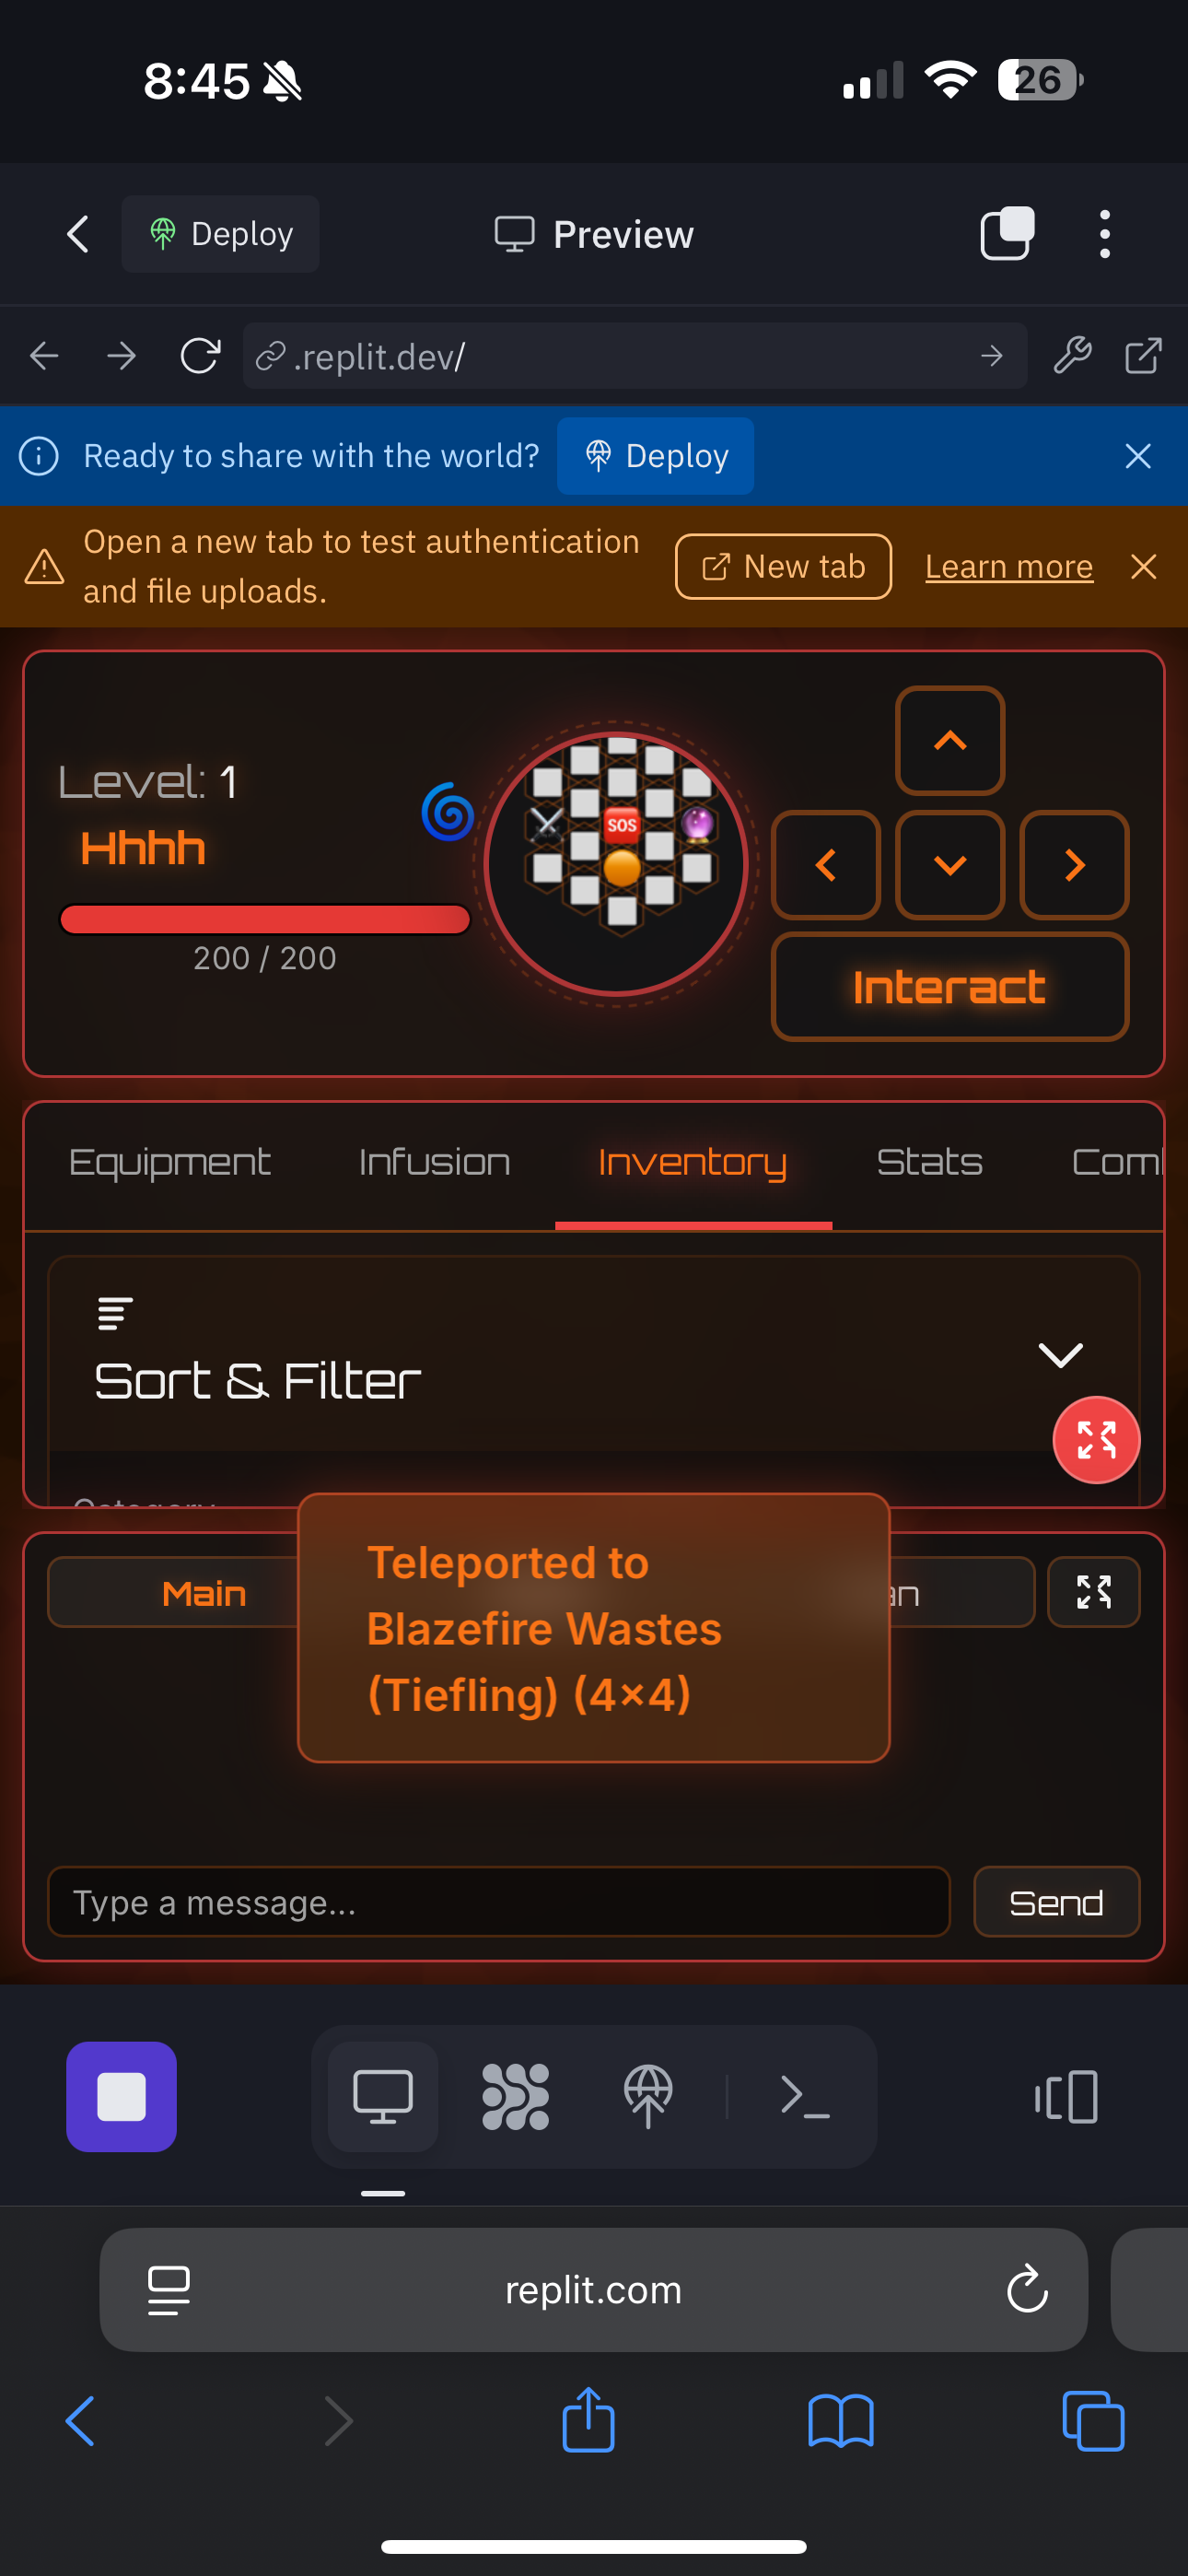 8:45
26
Deploy
Preview
.replit.dev/
Ready to share with the world?
Deploy
Open a new tab to test authentication
and file uploads.
New tab
Learn more
Level: 1
Hhhh
200 / 200
SOS
Interact
Equipment
Infusion
Inventory
Stats
Sort & Filter
Category
Main
Teleported to
Blazefire Wastes
(Tiefling) (4×4)
Type a message...
Send
replit.com